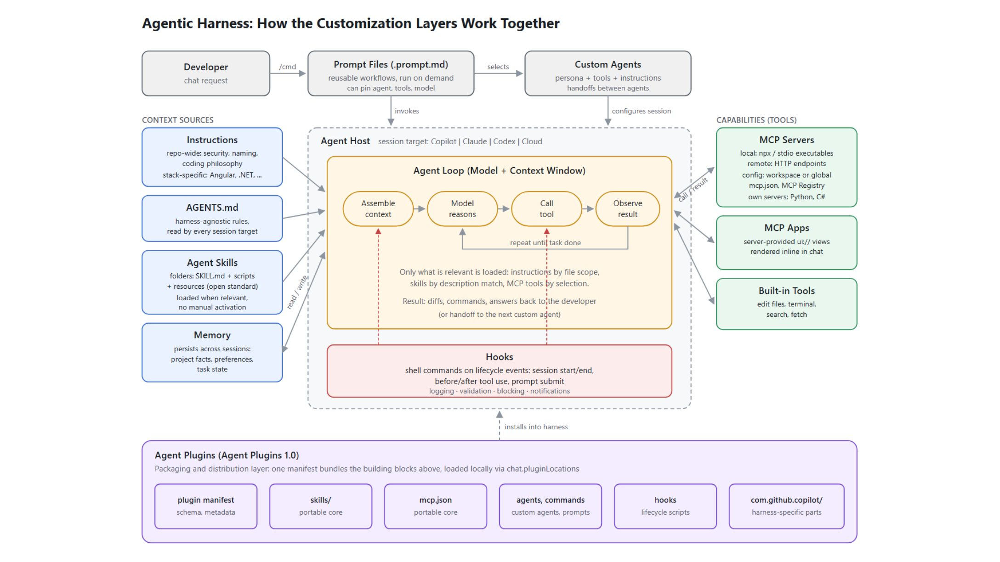 Agentic Harness: How the Customization Layers Work Together
Developer
chat request
/cmd
Prompt Files (.prompt.md)
reusable workflows, run on demand
can pin agent, tools, model
selects
Custom Agents
persona + tools + instructions
handoffs between agents
invokes
configures session
CONTEXT SOURCES
Instructions
repo-wide: security, naming,
coding philosophy
stack-specific: Angular, .NET, ...
AGENTS.md
harness-agnostic rules,
read by every session target
Agent Skills
folders: SKILL.md + scripts
+ resources (open standard)
loaded when relevant,
no manual activation
Memory
persists across sessions:
project facts, preferences,
task state
read / write
Agent Host
session target: Copilot | Claude | Codex | Cloud
Agent Loop (Model + Context Window)
Assemble
context
Model
reasons
Call
tool
Observe
result
repeat until task done
Only what is relevant is loaded: instructions by file scope,
skills by description match, MCP tools by selection.
Result: diffs, commands, answers back to the developer
(or handoff to the next custom agent)
Hooks
shell commands on lifecycle events: session start/end,
before/after tool use, prompt submit
logging · validation · blocking · notifications
call / result
CAPABILITIES (TOOLS)
MCP Servers
local: npx / stdio executables
remote: HTTP endpoints
config: workspace or global
mcp.json, MCP Registry
own servers: Python, C#
MCP Apps
server-provided ui:// views
rendered inline in chat
Built-in Tools
edit files, terminal,
search, fetch
installs into harness
Agent Plugins (Agent Plugins 1.0)
Packaging and distribution layer: one manifest bundles the building blocks above, loaded locally via chat.pluginLocations
plugin manifest
schema, metadata
skills/
portable core
mcp.json
portable core
agents, commands
custom agents, prompts
hooks
lifecycle scripts
com.github.copilot/
harness-specific parts